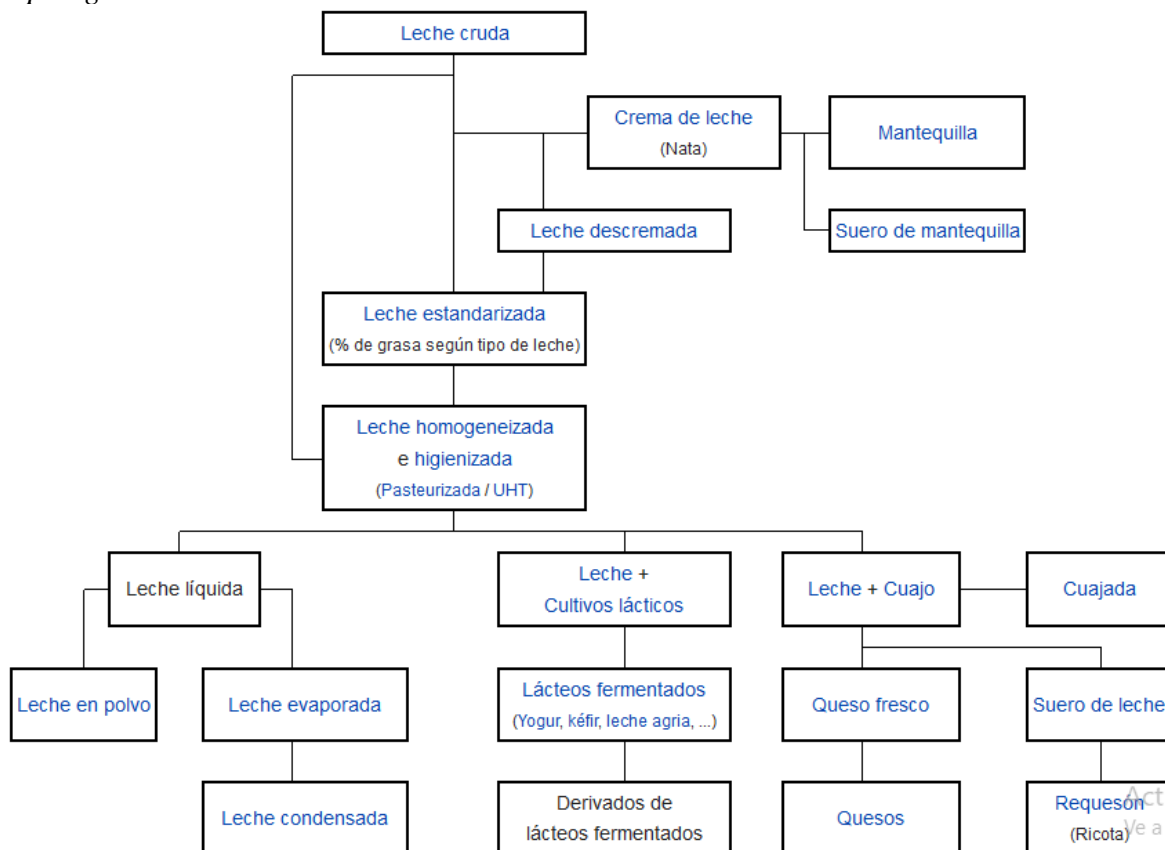 Leche cruda
Crema de leche
(Nata)
Mantequilla
Leche descremada
Suero de mantequilla
Leche estandarizada
(% de grasa según tipo de leche)
Leche homogeneizada
e higienizada
(Pasteurizada / UHT)
Leche líquida
Leche +
Cultivos lácticos
Leche + Cuajo
Cuajada
Leche en polvo
Leche evaporada
Lácteos fermentados
(Yogur, kéfir, leche agria, ...)
Queso fresco
Suero de leche
Leche condensada
Derivados de
lácteos fermentados
Quesos
Requesón
(Ricota)
Act
Ve a